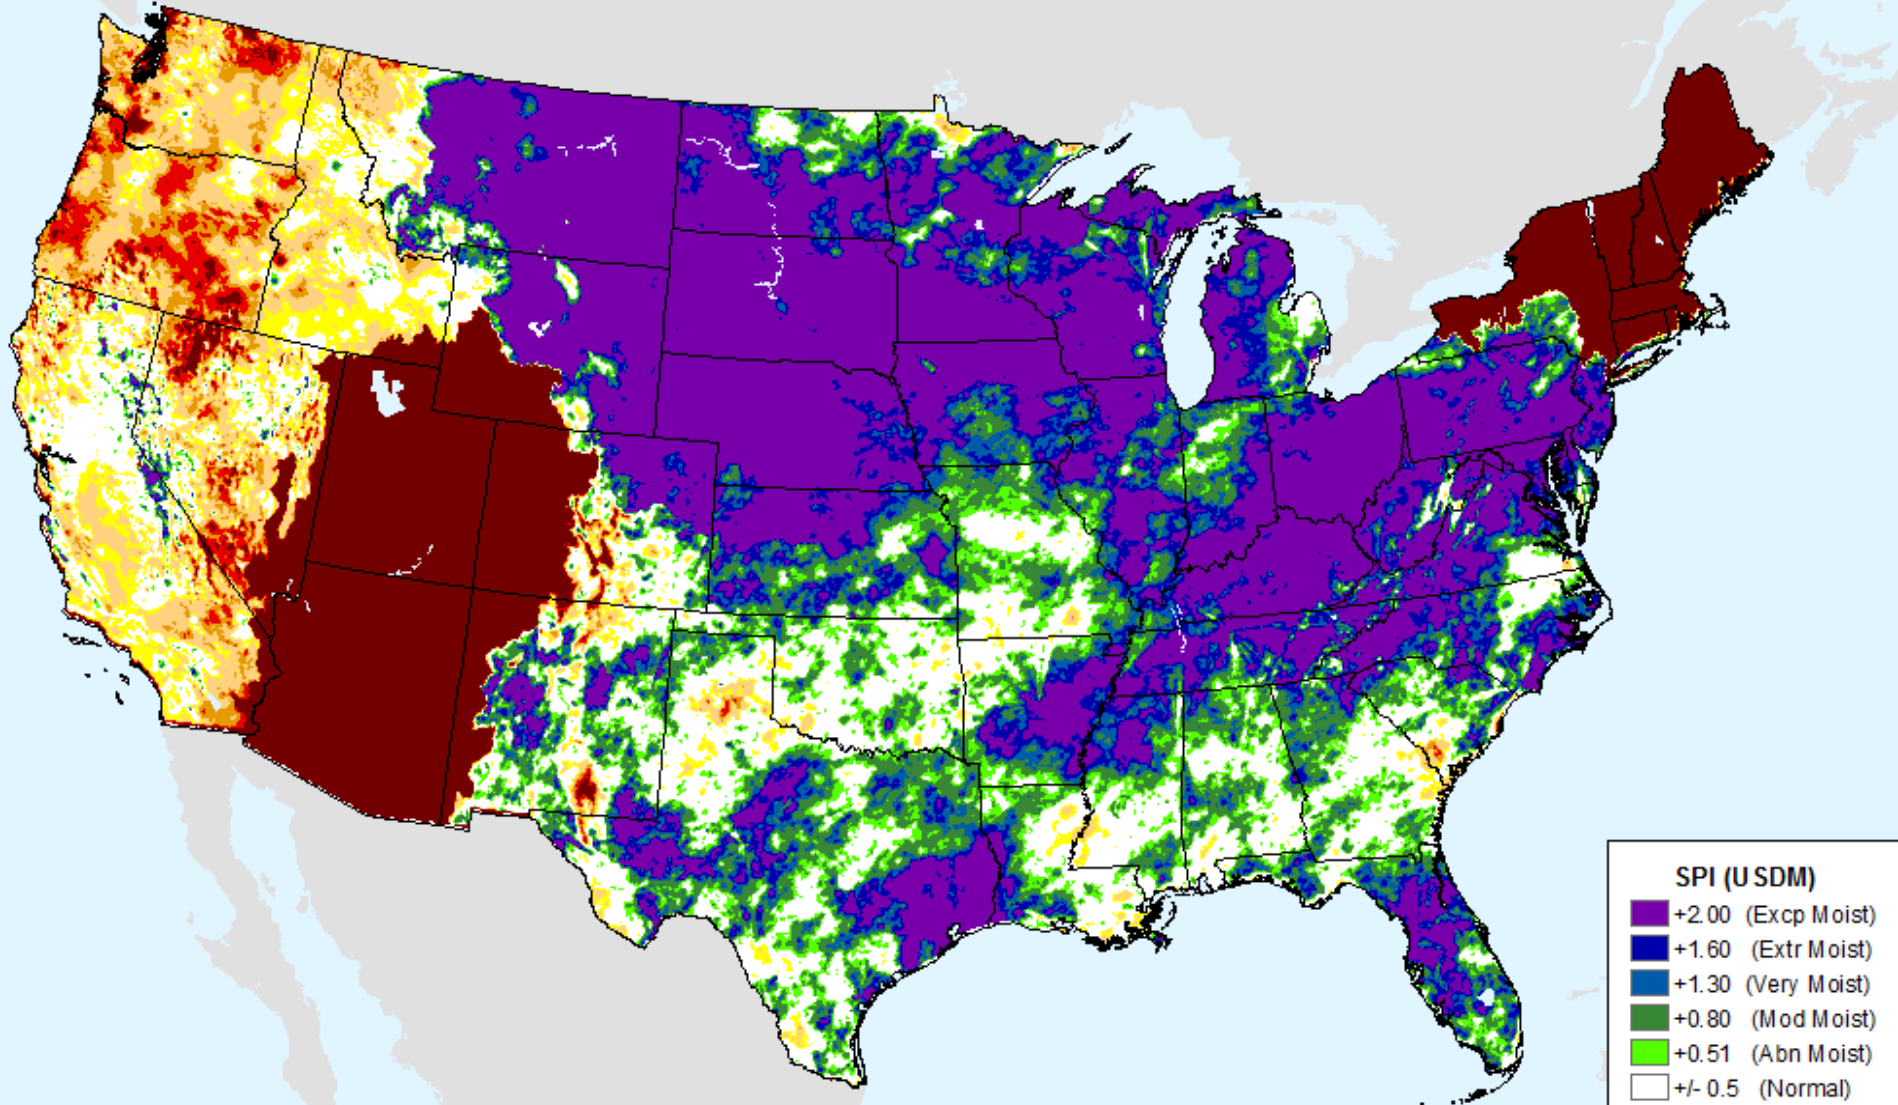 SPI (USDM)
+2.00 (Excp Moist)
+1.60 (Extr Moist)
+1.30 (Very Moist)
+0.80 (Mod Moist)
+0.51 (Abn Moist)
+/- 0.5 (Normal)